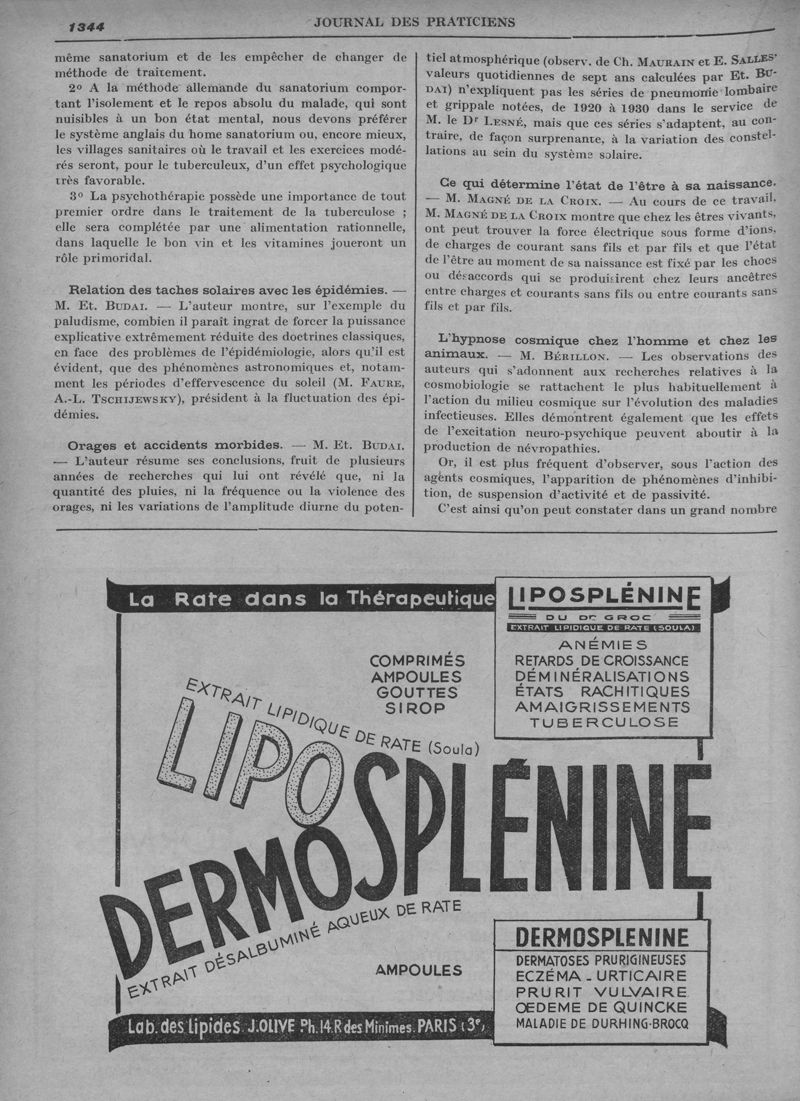 1344
JOURNAL DES PRATICIENS
même sanatorium et de les empêcher de changer de
méthode de traitement.
2º A la méthode allemande du sanatorium compor-
tant l'isolement et le repos absolu du malade, qui sont
nuisibles à un bon état mental, nous devons préférer
le système anglais du home sanatorium ou, encore mieux,
les villages sanitaires où le travail et les exercices modé-
rés seront, pour le tuberculeux, d'un effet psychologique
très favorable.
3º La psychothérapie possède une importance de tout
premier ordre dans le traitement de la tuberculose ;
elle sera complétée par une alimentation rationnelle,
dans laquelle le bon vin et les vitamines joueront un
rôle primoridal.
Relation des taches solaires avec les épidémies. —
M. Et. BUDAI. — L'auteur montre, sur l'exemple du
paludisme, combien il paraît ingrat de forcer la puissance
explicative extrêmement réduite des doctrines classiques,
en face des problèmes de l'épidémiologie, alors qu'il est
évident, que des phénomènes astronomiques et, notam-
ment les périodes d'effervescence du soleil (M. FAURE,
A.-L. TSCHIJEWSKY), président à la fluctuation des épi-
démies.
Orages et accidents morbides. — M. Et. BUDAI.
— L'auteur résume ses conclusions, fruit de plusieurs
années de recherches qui lui ont révélé que, ni la
quantité des pluies, ni la fréquence ou la violence des
orages, ni les variations de l'amplitude diurne du poten-
tiel atmosphérique (observ. de Ch. MAURAIN et E. SALLES,
valeurs quotidiennes de sept ans calculées par Et. BU-
DAI) n'expliquent pas les séries de pneumonie lombaire
et grippale notées, de 1920 à 1930 dans le service de
M. le Dr LESNÉ, mais que ces séries s'adaptent, au con-
traire, de façon surprenante, à la variation des constel-
lations au sein du système solaire.
Ce qui détermine l'état de l'être à sa naissance.
— M. MAGNÉ DE LA CROIX. — Au cours de ce travail,
M. MAGNÉ DE LA CROIX montre que chez les êtres vivants,
ont peut trouver la force électrique sous forme d'ions,
de charges de courant sans fils et par fils et que l'état
de l'être au moment de sa naissance est fixé par les chocs
ou désaccords qui se produisirent chez leurs ancêtres
entre charges et courants sans fils ou entre courants sans
fils et par fils.
L'hypnose cosmique chez l'homme et chez les
animaux. — M. BÉRILLON. — Les observations des
auteurs qui s'adonnent aux recherches relatives à la
cosmobiologie se rattachent le plus habituellement à
l'action du milieu cosmique sur l'évolution des maladies
infectieuses. Elles démontrent également que les effets
de l'excitation neuro-psychique peuvent aboutir à la
production de névropathies.
Or, il est plus fréquent d'observer, sous l'action des
agents cosmiques, l'apparition de phénomènes d'inhibi-
tion, de suspension d'activité et de passivité.
C'est ainsi qu'on peut constater dans un grand nombre
La Rate dans la Thérapeutique
LIPOSPLÉNINE
DU Dr GROC
EXTRAIT LIPIDIQUE DE RATE (SOULA)
ANÉMIES
RETARDS DE CROISSANCE
DÉMINÉRALISATIONS
ÉTATS RACHITIQUES
AMAIGRISSEMENTS
TUBERCULOSE
COMPRIMÉS
AMPOULES
GOUTTES
SIROP
EXTRAIT LIPIDIQUE DE RATE (Soula)
LIPO
DERMOSPLÉNINE
EXTRAIT DÉSALBUMINÉ AQUEUX DE RATE
AMPOULES
DERMOSPLENINE
DERMATOSES PRURIGINEUSES
ECZÉMA - URTICAIRE
PRURIT VULVAIRE
ŒDEME DE QUINCKE
MALADIE DE DURHING-BROCQ
Lab. des Lipides. J. OLIVE Ph. 14. R des Minimes. PARIS (3e)